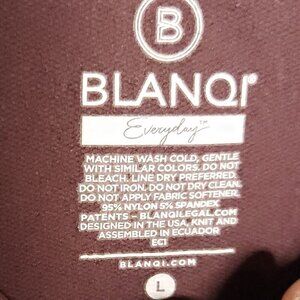 B
BLANQI
Everyday™
MACHINE WASH COLD, GENTLE
WITH SIMILAR COLORS. DO NOT
BLEACH. LINE DRY PREFERRED.
DO NOT IRON. DO NOT DRY CLEAN.
DO NOT APPLY FABRIC SOFTENER.
95% NYLON 5% SPANDEX
PATENTS – BLANQILEGAL.COM
DESIGNED IN THE USA, KNIT AND
ASSEMBLED IN ECUADOR
EC1
BLANQI.COM
L